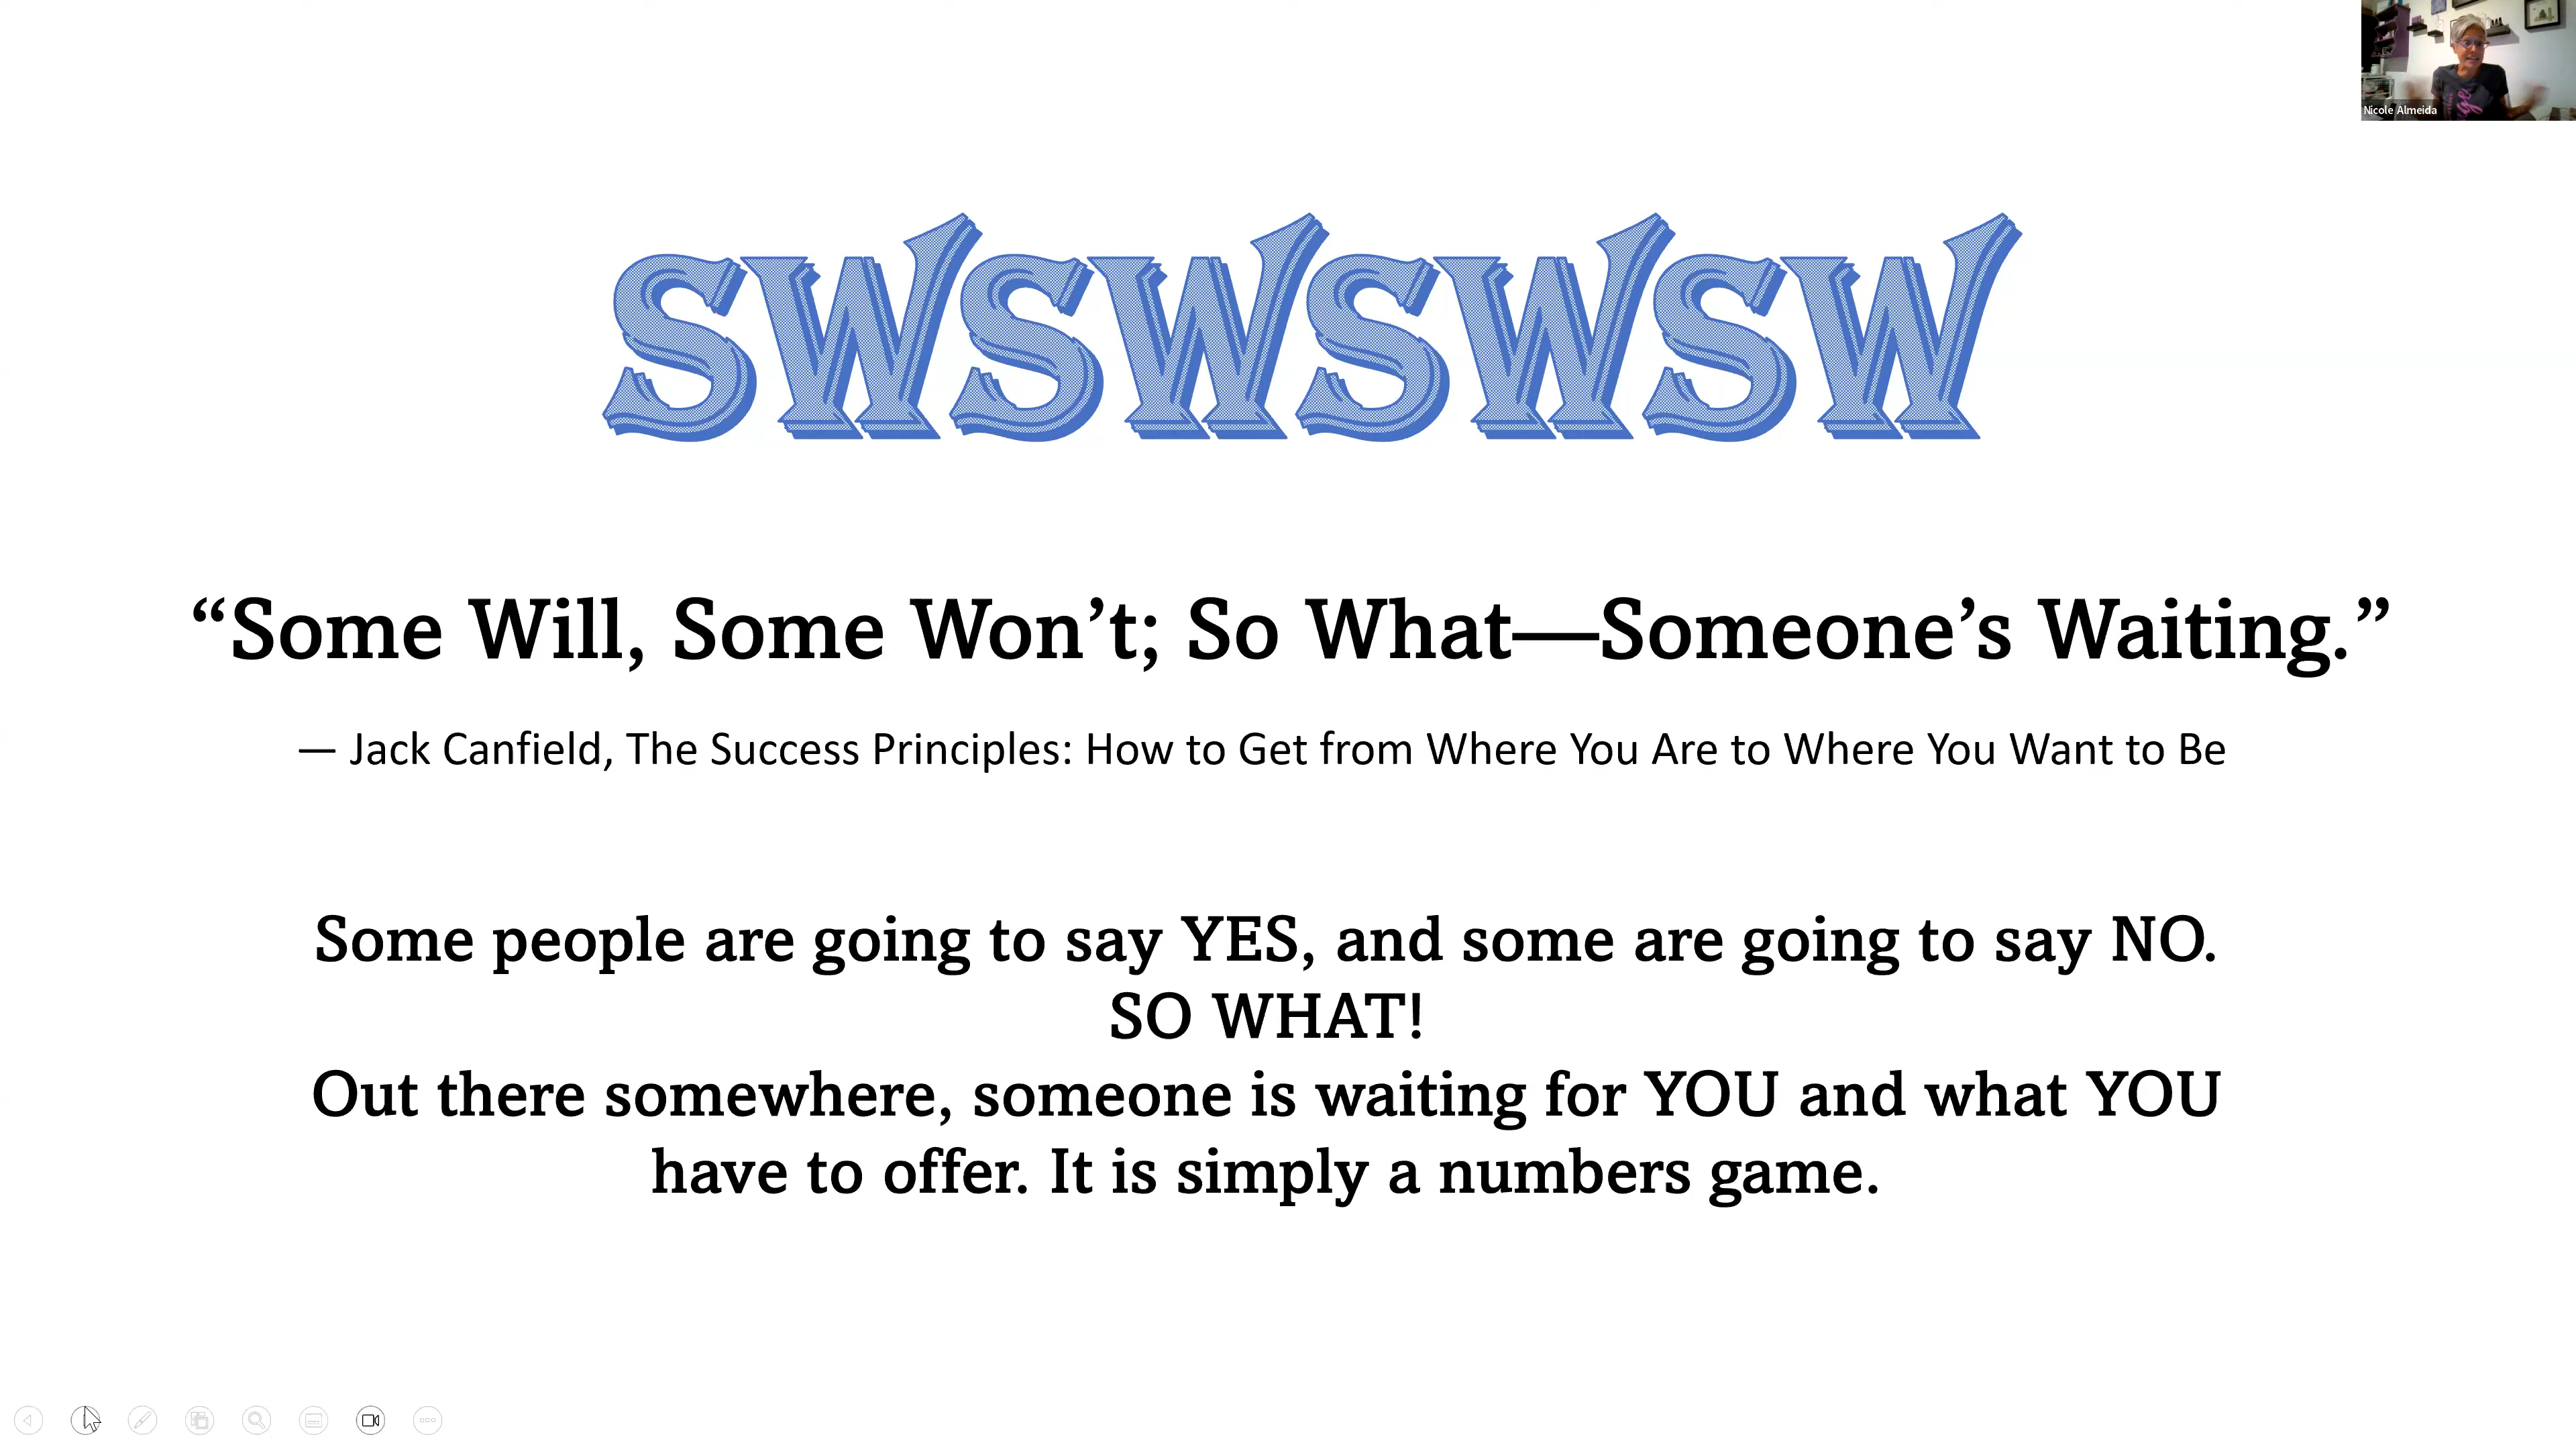 Nicole Almeida
SWSWSWSW
“Some Will, Some Won’t; So What—Someone’s Waiting.”
— Jack Canfield, The Success Principles: How to Get from Where You Are to Where You Want to Be
Some people are going to say YES, and some are going to say NO.
SO WHAT!
Out there somewhere, someone is waiting for YOU and what YOU
have to offer. It is simply a numbers game.